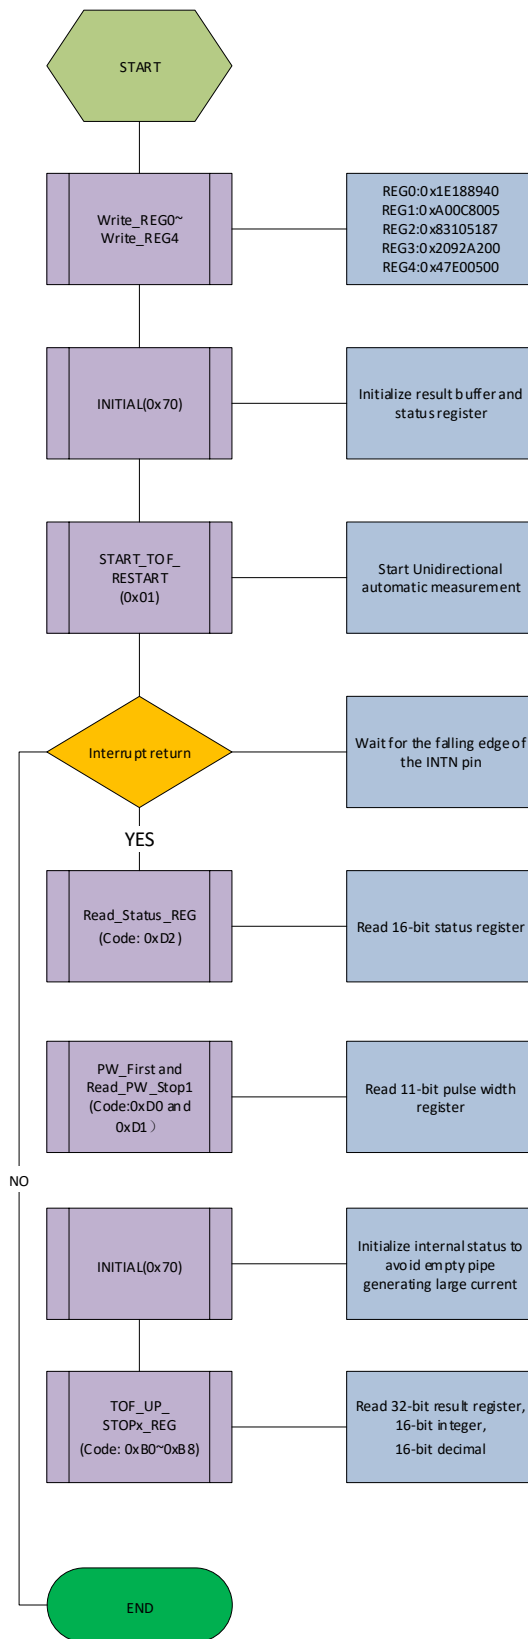 START
Write_REG0~
Write_REG4
REG0:0x1E188940
REG1:0xA00C8005
REG2:0x83105187
REG3:0x2092A200
REG4:0x47E00500
INITIAL(0x70)
Initialize result buffer and
status register
START_TOF_
RESTART
(0x01)
Start Unidirectional
automatic measurement
Interrupt return
Wait for the falling edge of
the INTN pin
YES
Read_Status_REG
(Code: 0xD2)
Read 16-bit status register
PW_First and
Read_PW_Stop1
(Code:0xD0 and
0xD1）
Read 11-bit pulse width
register
NO
INITIAL(0x70)
Initialize internal status to
avoid empty pipe
generating large current
TOF_UP_
STOPx_REG
(Code: 0xB0~0xB8)
Read 32-bit result register,
16-bit integer,
16-bit decimal
END